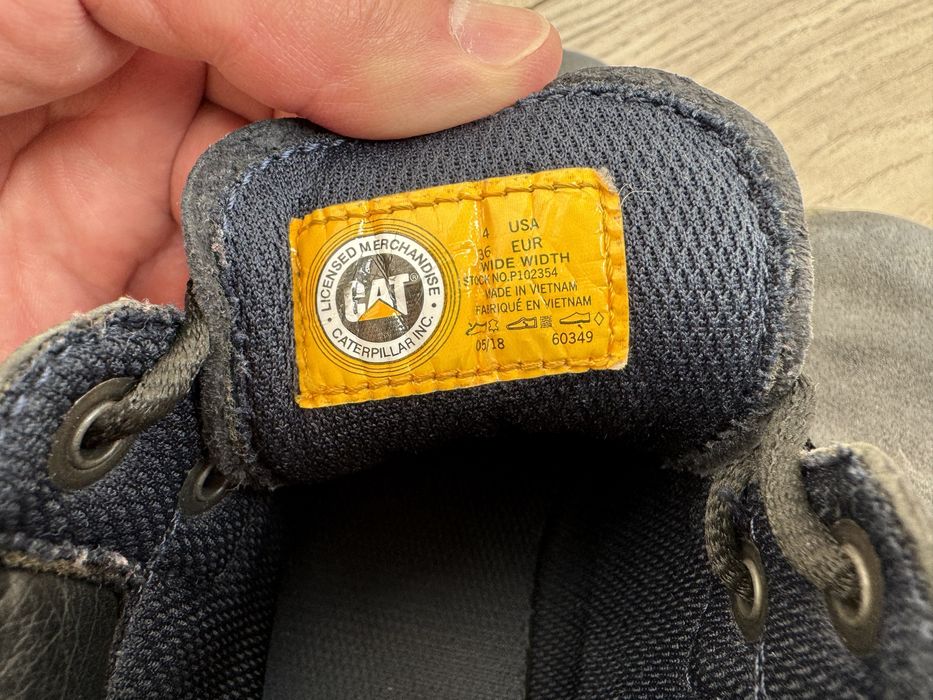 LICENSED MERCHANDISE
CAT®
CATERPILLAR INC.
4 USA
36 EUR
WIDE WIDTH
STOCK NO.P102354
MADE IN VIETNAM
FABRIQUÉ EN VIETNAM
05/18 60349